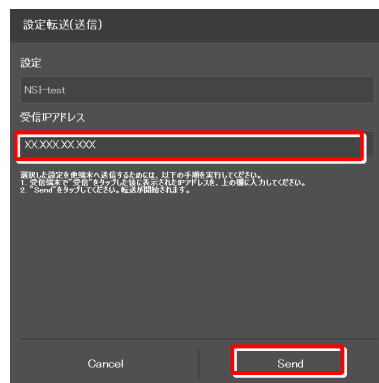 設定転送(送信)
設定
NSI-test
受信IPアドレス
XX.XXX.XX.XXX
選択した設定を他端末へ送信するためには、以下の手順を実行してください。
1. 受信端末で"受信"をタップした後に表示されたIPアドレスを、上の欄に入力してください。
2. "Send"をタップしてください。転送が開始されます。
Cancel
Send